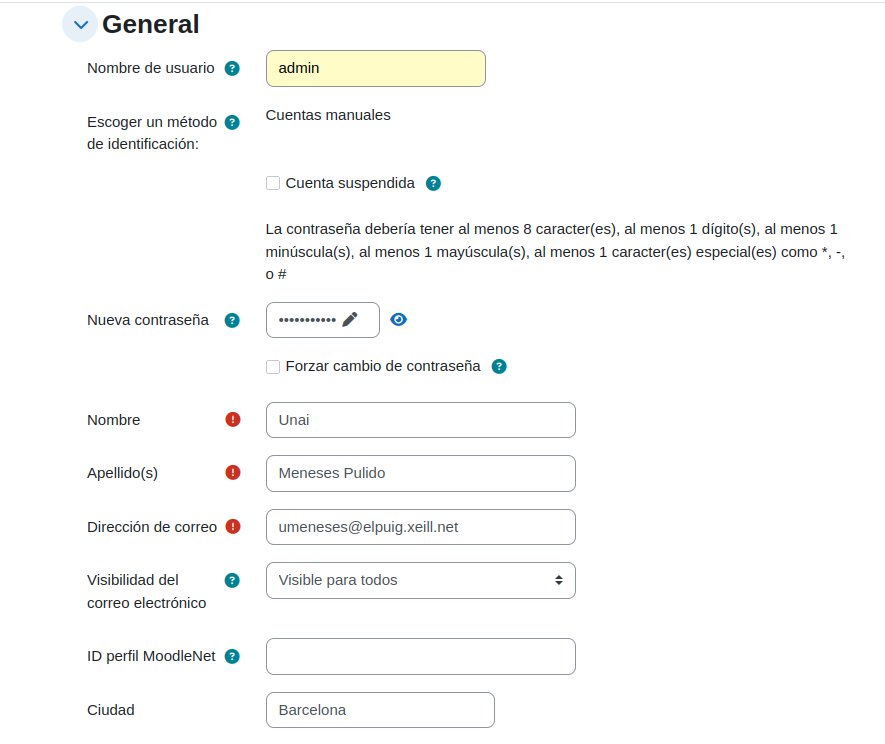 General
Nombre de usuario
admin
Escoger un método
de identificación:
Cuentas manuales
Cuenta suspendida
La contraseña debería tener al menos 8 caracter(es), al menos 1 dígito(s), al menos 1
minúscula(s), al menos 1 mayúscula(s), al menos 1 caracter(es) especial(es) como *, -,
o #
Nueva contraseña
•••••••••••
Forzar cambio de contraseña
Nombre
Unai
Apellido(s)
Meneses Pulido
Dirección de correo
umeneses@elpuig.xeill.net
Visibilidad del
correo electrónico
Visible para todos
ID perfil MoodleNet
Ciudad
Barcelona